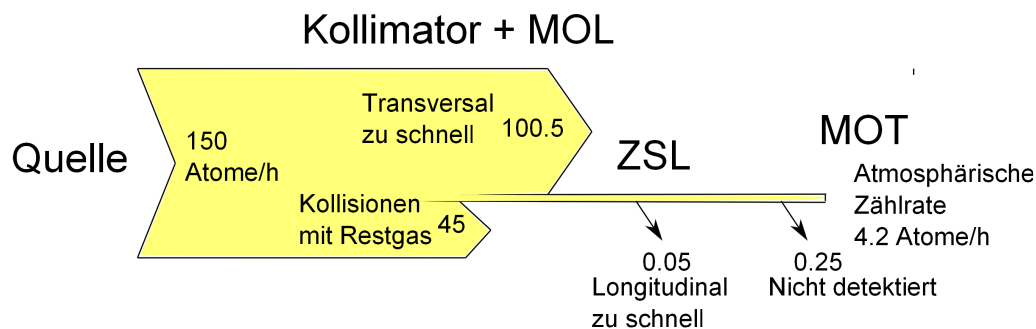 Kollimator + MOL
Quelle
150
Atome/h
Transversal
zu schnell
100.5
Kollisionen
mit Restgas
45
ZSL
0.05
Longitudinal
zu schnell
0.25
Nicht detektiert
MOT
Atmosphärische
Zählrate
4.2 Atome/h